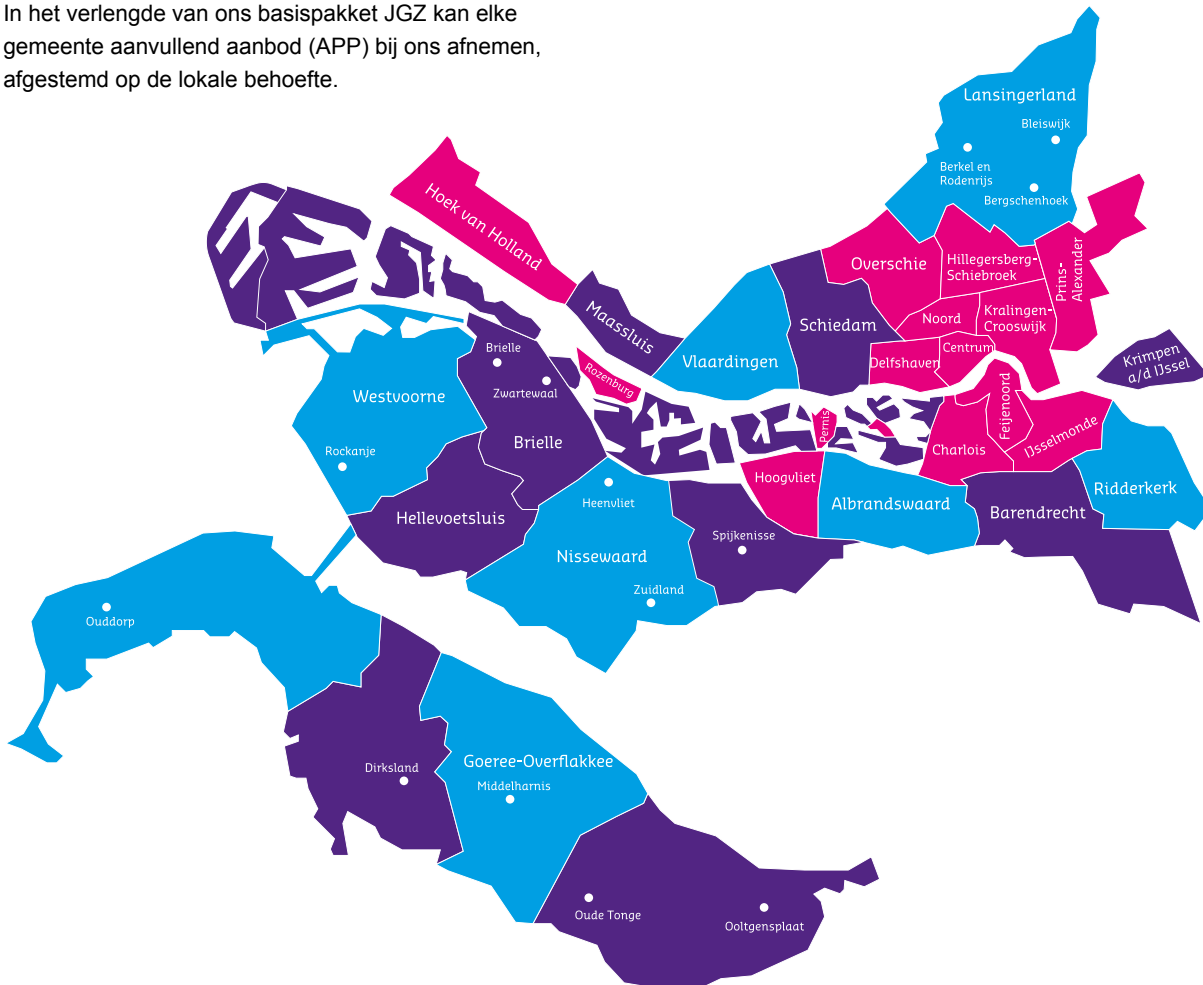 In het verlengde van ons basispakket JGZ kan elke
gemeente aanvullend aanbod (APP) bij ons afnemen,
afgestemd op de lokale behoefte.
Lansingerland
Bleiswijk
Berkel en
Rodenrijs
Bergschenhoek
Hoek van Holland
Overschie
Hillegersberg-
Schiebroek
Prins-
Alexander
Maassluis
Schiedam
Noord
Kralingen-
Crooswijk
Vlaardingen
Delfshaven
Centrum
Krimpen
a/d IJssel
Brielle
Zwartewaal
Rozenburg
Westvoorne
Brielle
Rockanje
Pernis
Charlois
Feijenoord
IJsselmonde
Hoogvliet
Albrandswaard
Ridderkerk
Barendrecht
Heenvliet
Hellevoetsluis
Spijkenisse
Nissewaard
Zuidland
Ouddorp
Goeree-Overflakkee
Dirksland
Middelharnis
Oude Tonge
Ooltgensplaat